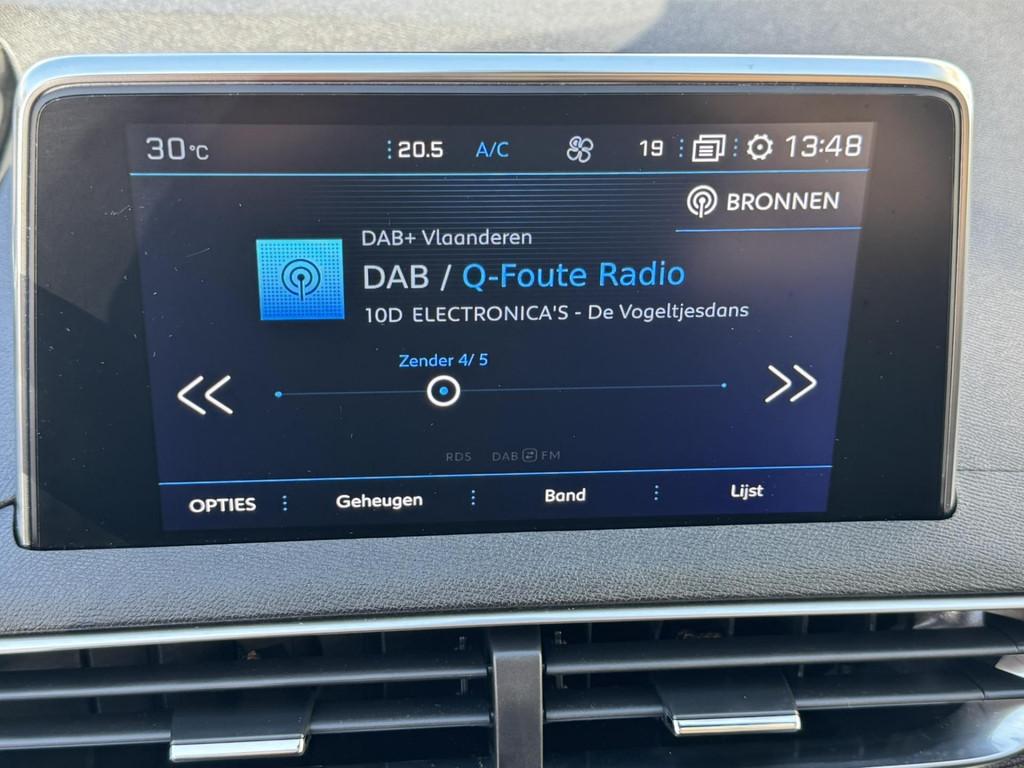 30°C 20.5 A/C 19 13:48
BRONNEN
DAB+ Vlaanderen
DAB / Q-Foute Radio
10D ELECTRONICA'S - De Vogeltjesdans
Zender 4/ 5
RDS DAB FM
OPTIES Geheugen Band Lijst